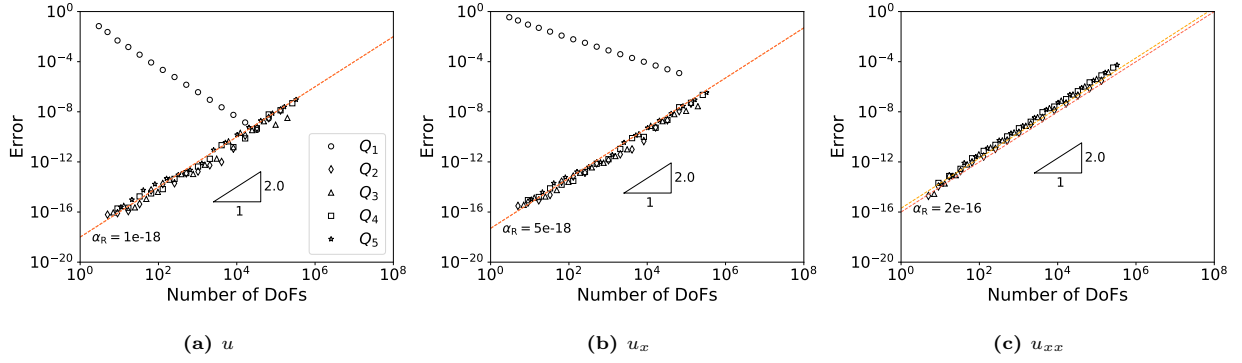 Error
10^0
10^-4
10^-8
10^-12
10^-16
10^-20
α_R = 1e-18
2.0
1
Q_1
Q_2
Q_3
Q_4
Q_5
10^0 10^2 10^4 10^6 10^8
Number of DoFs
(a) u
Error
10^0
10^-4
10^-8
10^-12
10^-16
10^-20
α_R = 5e-18
2.0
1
10^0 10^2 10^4 10^6 10^8
Number of DoFs
(b) u_x
Error
10^0
10^-4
10^-8
10^-12
10^-16
10^-20
α_R = 2e-16
2.0
1
10^0 10^2 10^4 10^6 10^8
Number of DoFs
(c) u_xx